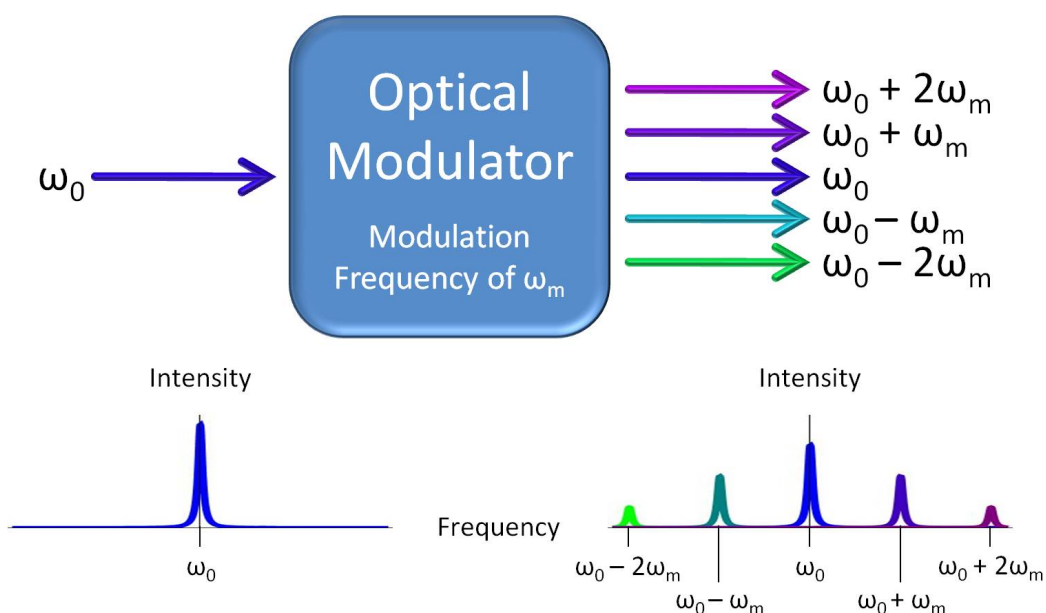 ω₀
Optical
Modulator
Modulation
Frequency of ωₘ
ω₀ + 2ωₘ
ω₀ + ωₘ
ω₀
ω₀ – ωₘ
ω₀ – 2ωₘ
Intensity
ω₀
Frequency
Intensity
ω₀ – 2ωₘ
ω₀ – ωₘ
ω₀
ω₀ + ωₘ
ω₀ + 2ωₘ